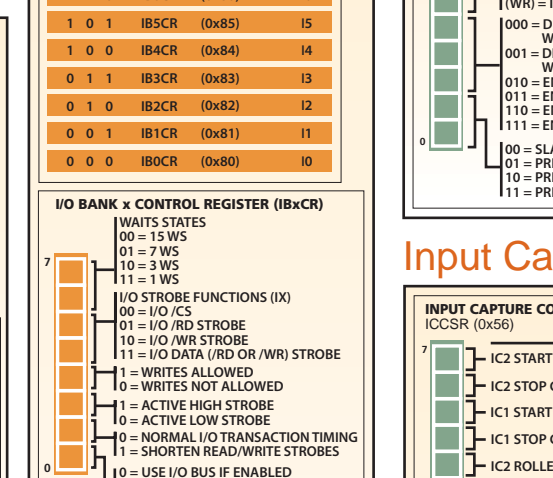 1 0 1 IB5CR (0x85) I5
1 0 0 IB4CR (0x84) I4
0 1 1 IB3CR (0x83) I3
0 1 0 IB2CR (0x82) I2
0 0 1 IB1CR (0x81) I1
0 0 0 IB0CR (0x80) I0
I/O BANK x CONTROL REGISTER (IBxCR)
WAITS STATES
00 = 15 WS
01 = 7 WS
10 = 3 WS
11 = 1 WS
7
I/O STROBE FUNCTIONS (IX)
00 = I/O /CS
01 = I/O /RD STROBE
10 = I/O /WR STROBE
11 = I/O DATA (/RD OR /WR) STROBE
1 = WRITES ALLOWED
0 = WRITES NOT ALLOWED
1 = ACTIVE HIGH STROBE
0 = ACTIVE LOW STROBE
0 = NORMAL I/O TRANSACTION TIMING
1 = SHORTEN READ/WRITE STROBES
0
0 = USE I/O BUS IF ENABLED
(WR) = I
000 = D
W
001 = D
W
010 = E
011 = E
110 = E
111 = E
0
00 = SLA
01 = PRI
10 = PRI
11 = PRI
Input Ca
INPUT CAPTURE CO
ICCSR (0x56)
7
IC2 START
IC2 STOP
IC1 START
IC1 STOP
IC2 ROLLE